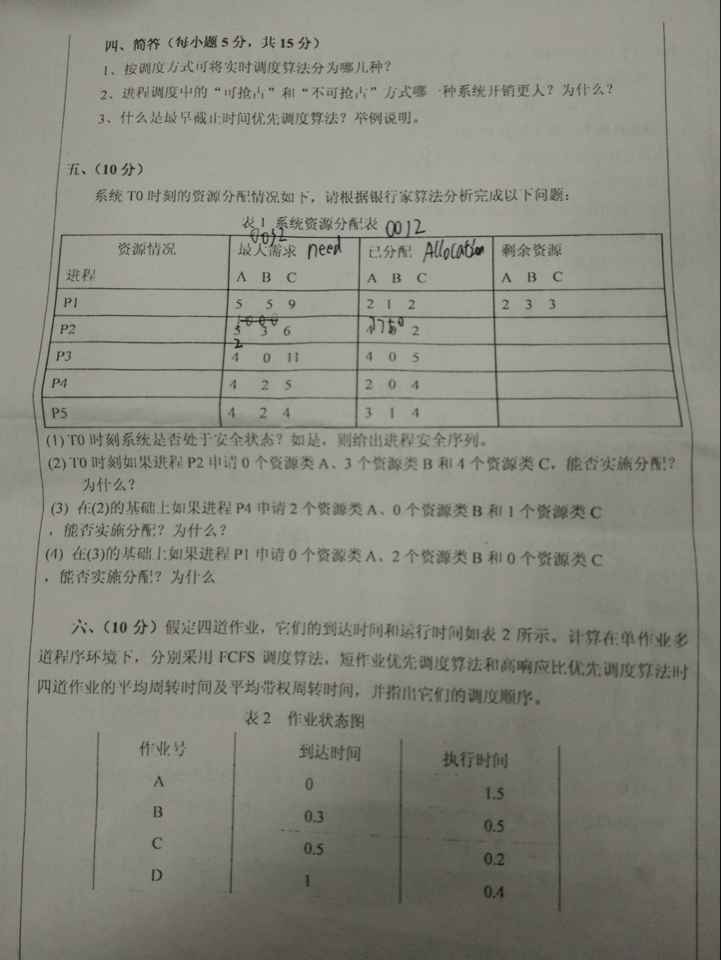 四、简答（每小题 5 分，共 15 分）
1、按调度方式可将实时调度算法分为哪几种？
2、进程调度中的“可抢占”和“不可抢占”方式哪一种系统开销更大？为什么？
3、什么是最早截止时间优先调度算法？举例说明。
五、（10 分）
系统 T0 时刻的资源分配情况如下，请根据银行家算法分析完成以下问题：
表 1 系统资源分配表 0012
0012
资源情况 最大需求 need 已分配 Allocation 剩余资源
进程 A B C A B C A B C
P1 5 5 9 2 1 2 2 3 3
1000 1750
P2 5 3 6 4 2
2
P3 4 0 11 4 0 5
P4 4 2 5 2 0 4
P5 4 2 4 3 1 4
(1) T0 时刻系统是否处于安全状态？如是，则给出进程安全序列。
(2) T0 时刻如果进程 P2 申请 0 个资源类 A、3 个资源类 B 和 4 个资源类 C，能否实施分配？
为什么？
(3) 在(2)的基础上如果进程 P4 申请 2 个资源类 A、0 个资源类 B 和 1 个资源类 C
，能否实施分配？为什么？
(4) 在(3)的基础上如果进程 P1 申请 0 个资源类 A、2 个资源类 B 和 0 个资源类 C
，能否实施分配？为什么
六、（10 分）假定四道作业，它们的到达时间和运行时间如表 2 所示。计算在单作业多
道程序环境下，分别采用 FCFS 调度算法，短作业优先调度算法和高响应比优先调度算法时
四道作业的平均周转时间及平均带权周转时间，并指出它们的调度顺序。
表 2 作业状态图
作业号 到达时间 执行时间
A 0 1.5
B 0.3 0.5
C 0.5 0.2
D 1 0.4